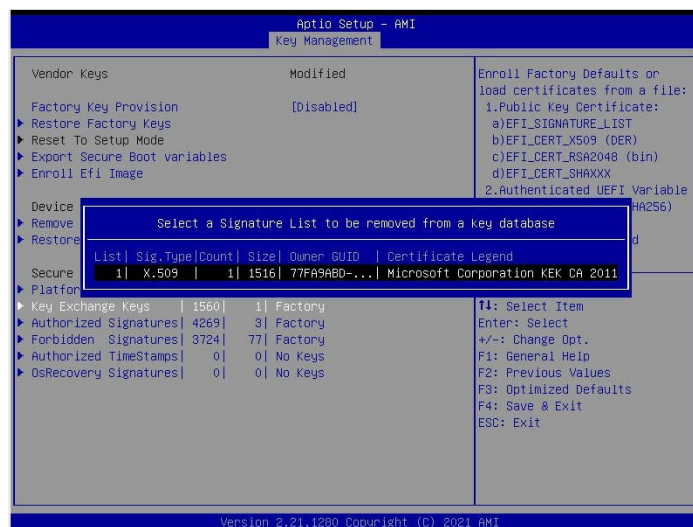 Aptio Setup - AMI
Key Management
Vendor Keys Modified
Factory Key Provision [Disabled]
Restore Factory Keys
Reset To Setup Mode
Export Secure Boot variables
Enroll Efi Image
Device
Remove
Restore
Secure
Platfor
Key Exchange Keys | 1560| 1| Factory
Authorized Signatures| 4269| 3| Factory
Forbidden Signatures| 3724| 77| Factory
Authorized TimeStamps| 0| 0| No Keys
OsRecovery Signatures| 0| 0| No Keys
Select a Signature List to be removed from a key database
List| Sig.Type|Count| Size| Owner GUID | Certificate Legend
1| X.509 | 1| 1516| 77FA9ABD-...| Microsoft Corporation KEK CA 2011
Enroll Factory Defaults or
load certificates from a file:
1.Public Key Certificate:
a)EFI_SIGNATURE_LIST
b)EFI_CERT_X509 (DER)
c)EFI_CERT_RSA2048 (bin)
d)EFI_CERT_SHAXXX
2.Authenticated UEFI Variable
HA256)
d
↑↓: Select Item
Enter: Select
+/-: Change Opt.
F1: General Help
F2: Previous Values
F3: Optimized Defaults
F4: Save & Exit
ESC: Exit
Version 2.21.1280 Copyright (C) 2021 AMI